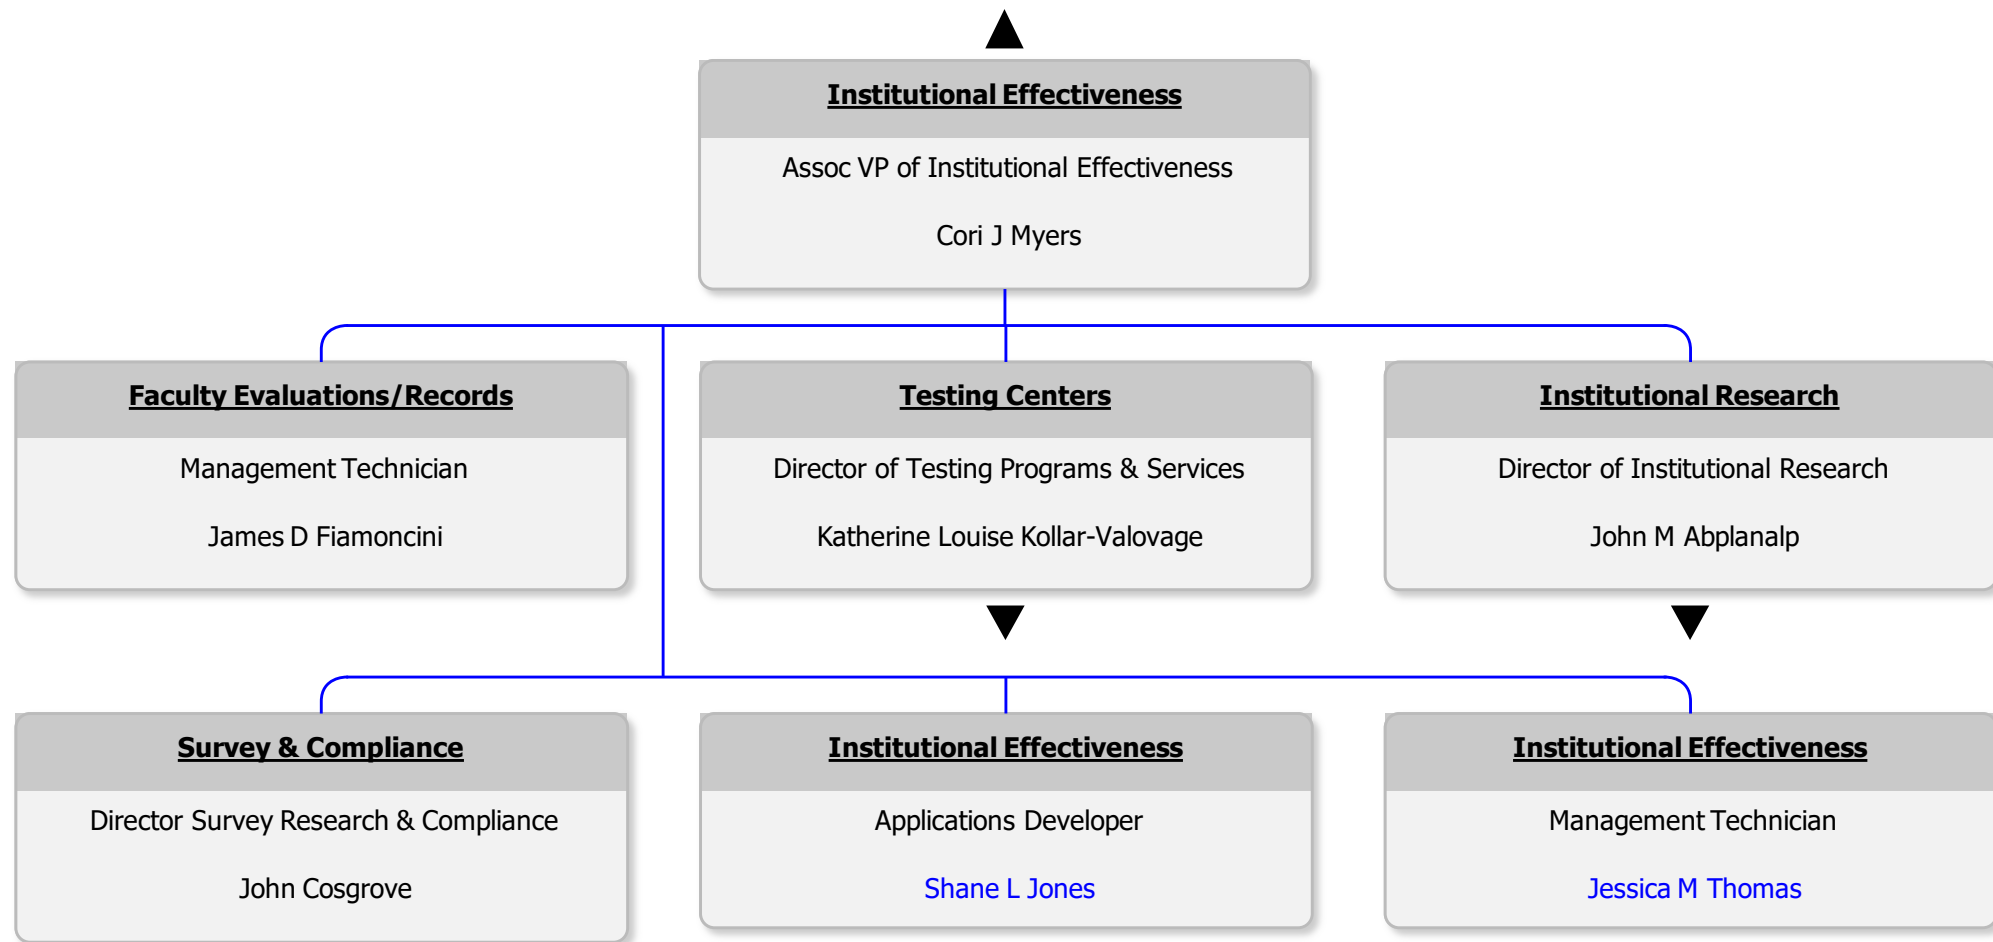 Institutional Effectiveness
Assoc VP of Institutional Effectiveness
Cori J Myers
Faculty Evaluations/Records
Management Technician
James D Fiamoncini
Testing Centers
Director of Testing Programs & Services
Katherine Louise Kollar-Valovage
Institutional Research
Director of Institutional Research
John M Abplanalp
Survey & Compliance
Director Survey Research & Compliance
John Cosgrove
Institutional Effectiveness
Applications Developer
Shane L Jones
Institutional Effectiveness
Management Technician
Jessica M Thomas